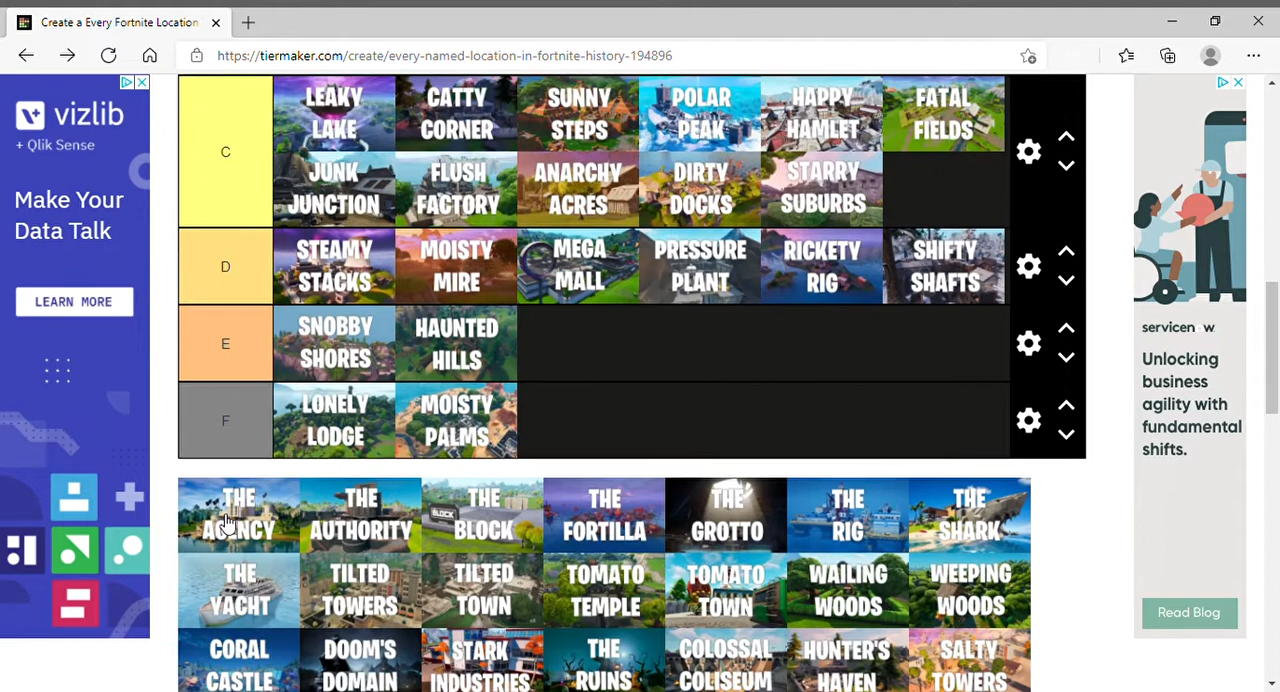 Create a Every Fortnite Location
https://tiermaker.com/create/every-named-location-in-fortnite-history-194896
vizlib
+ Qlik Sense
Make Your
Data Talk
LEARN MORE
C
LEAKY
LAKE
CATTY
CORNER
SUNNY
STEPS
POLAR
PEAK
HAPPY
HAMLET
FATAL
FIELDS
JUNK
JUNCTION
FLUSH
FACTORY
ANARCHY
ACRES
DIRTY
DOCKS
STARRY
SUBURBS
D
STEAMY
STACKS
MOISTY
MIRE
MEGA
MALL
PRESSURE
PLANT
RICKETY
RIG
SHIFTY
SHAFTS
E
SNOBBY
SHORES
HAUNTED
HILLS
F
LONELY
LODGE
MOISTY
PALMS
THE
AGENCY
THE
AUTHORITY
THE
BLOCK
THE
FORTILLA
THE
GROTTO
THE
RIG
THE
SHARK
THE
YACHT
TILTED
TOWERS
TILTED
TOWN
TOMATO
TEMPLE
TOMATO
TOWN
WAILING
WOODS
WEEPING
WOODS
CORAL
CASTLE
DOOM'S
DOMAIN
STARK
INDUSTRIES
THE
RUINS
COLOSSAL
COLISEUM
HUNTER'S
HAVEN
SALTY
TOWERS
servicenow
Unlocking
business
agility with
fundamental
shifts.
Read Blog